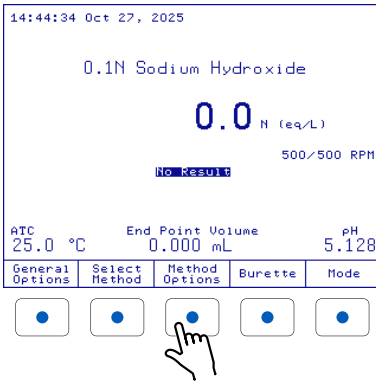 14:44:34 Oct 27, 2025
0.1N Sodium Hydroxide
0.0 N (eq/L)
500/500 RPM
No Result
ATC End Point Volume pH
25.0 °C 0.000 mL 5.128
General Select Method Burette Mode
Options Method Options